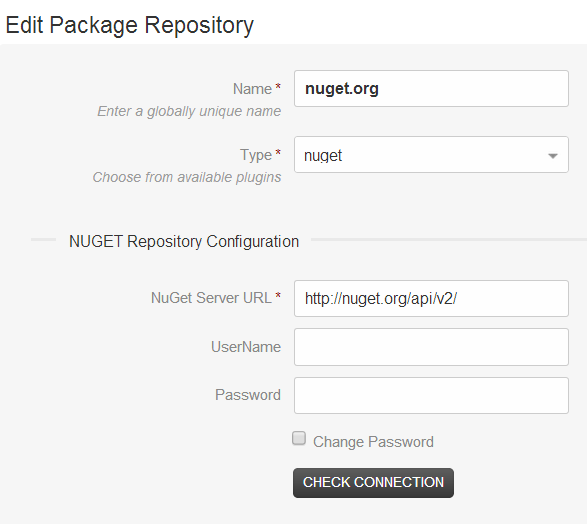 Edit Package Repository
Name * nuget.org
Enter a globally unique name
Type * nuget
Choose from available plugins
NUGET Repository Configuration
NuGet Server URL * http://nuget.org/api/v2/
UserName
Password
Change Password
CHECK CONNECTION